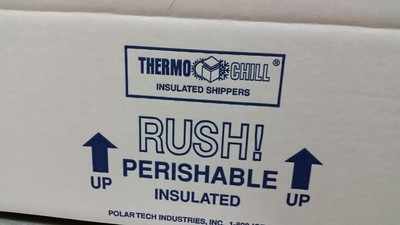 THERMO CHILL®
INSULATED SHIPPERS
RUSH!
PERISHABLE
INSULATED
UP UP
POLAR TECH INDUSTRIES, INC.